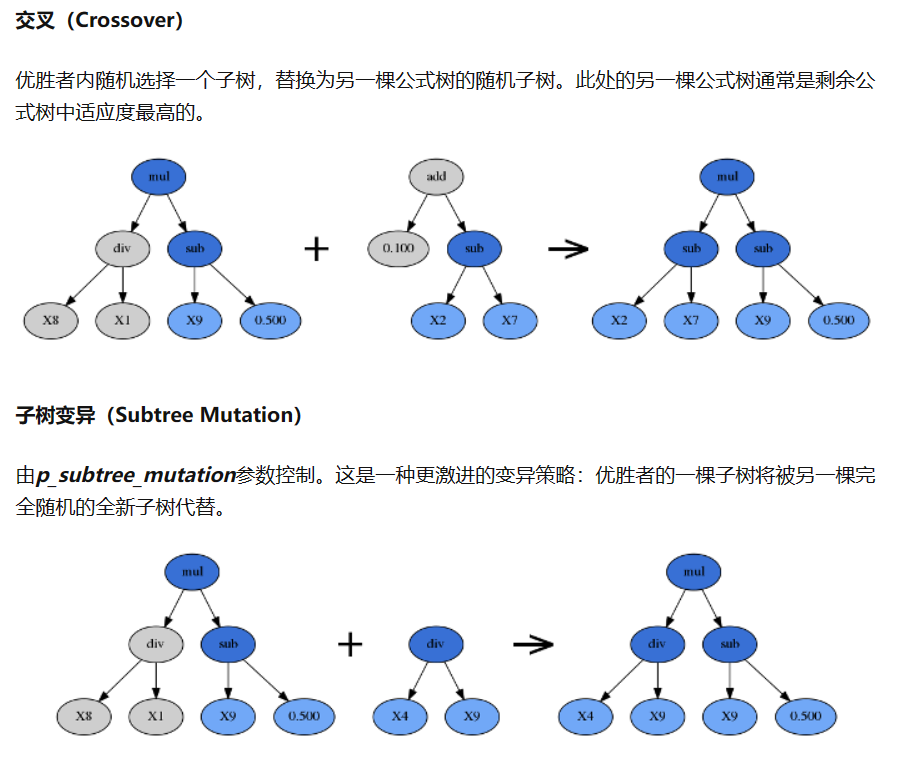 交叉（Crossover）
优胜者内随机选择一个子树，替换为另一棵公式树的随机子树。此处的另一棵公式树通常是剩余公
式树中适应度最高的。
mul add mul
div sub + 0.100 sub sub sub
X8 X1 X9 0.500 X2 X7 X2 X7 X9 0.500
子树变异（Subtree Mutation）
由p_subtree_mutation参数控制。这是一种更激进的变异策略：优胜者的一棵子树将被另一棵完
全随机的全新子树代替。
mul mul
div sub + div div sub
X8 X1 X9 0.500 X4 X9 X4 X9 X9 0.500